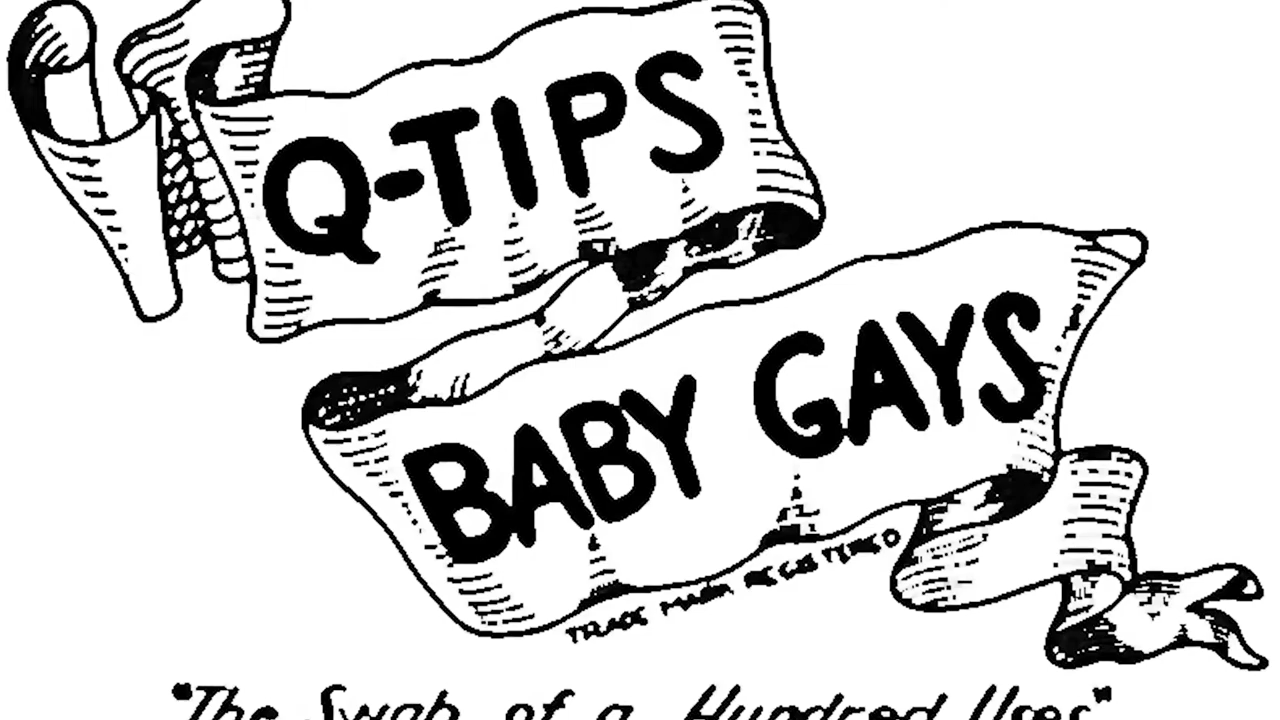 Q-TIPS
BABY GAYS
TRADE MARK REGISTERED
"The Swab of a Hundred Uses"